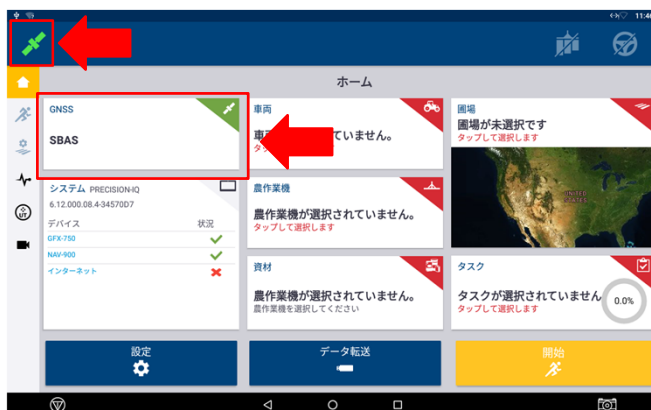 11:46
ホーム
GNSS
SBAS
車両
ていません。
圃場
圃場が未選択です
タップして選択します
UNITED
STATES
システム PRECISION-IQ
6.12.000.08.4-34570D7
デバイス 状況
GFX-750
NAV-900
インターネット
農作業機
農作業機が選択されていません。
タップして選択します
資材
農作業機が選択されていません。
農作業機を選択してください
タスク
タスクが選択されていません
タップして選択します
0.0%
UT
設定
データ転送
開始